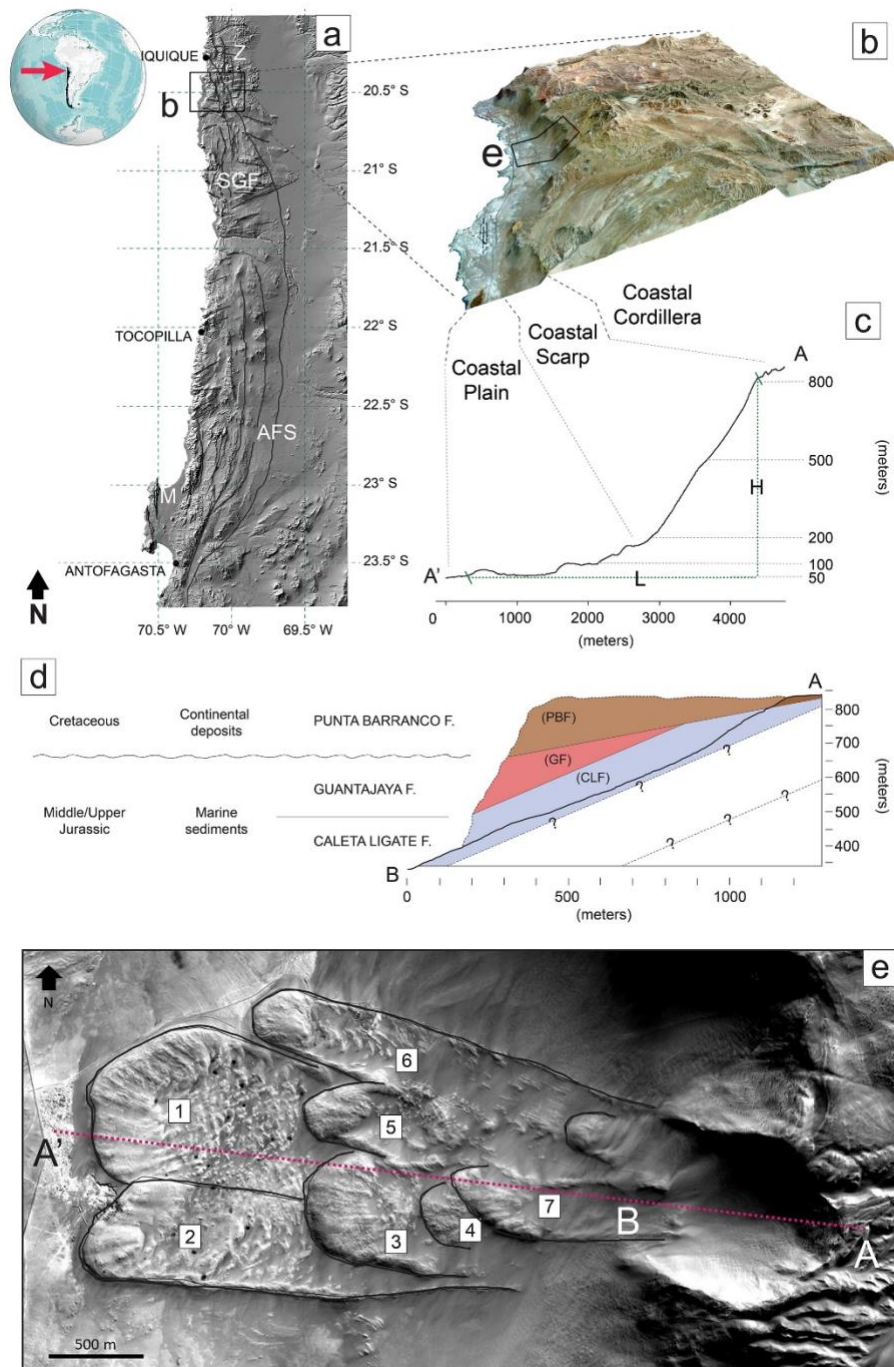 a
IQUIQUE
Z
b
20.5° S
SGF
21° S
21.5° S
TOCOPILLA
22° S
22.5° S
AFS
M
23° S
ANTOFAGASTA
23.5° S
N
70.5° W
70° W
69.5° W
b
e
Coastal
Cordillera
Coastal
Scarp
Coastal
Plain
c
A
800
500
H
200
100
50
A'
L
(meters)
0
1000
2000
3000
4000
(meters)
d
Cretaceous
Continental
deposits
PUNTA BARRANCO F.
GUANTAJAYA F.
Middle/Upper
Jurassic
Marine
sediments
CALETA LIGATE F.
A
(PBF)
(GF)
(CLF)
?
?
?
?
?
?
800
700
600
500
400
(meters)
B
0
500
1000
(meters)
e
N
6
1
5
A'
7
2
3
4
B
A
500 m